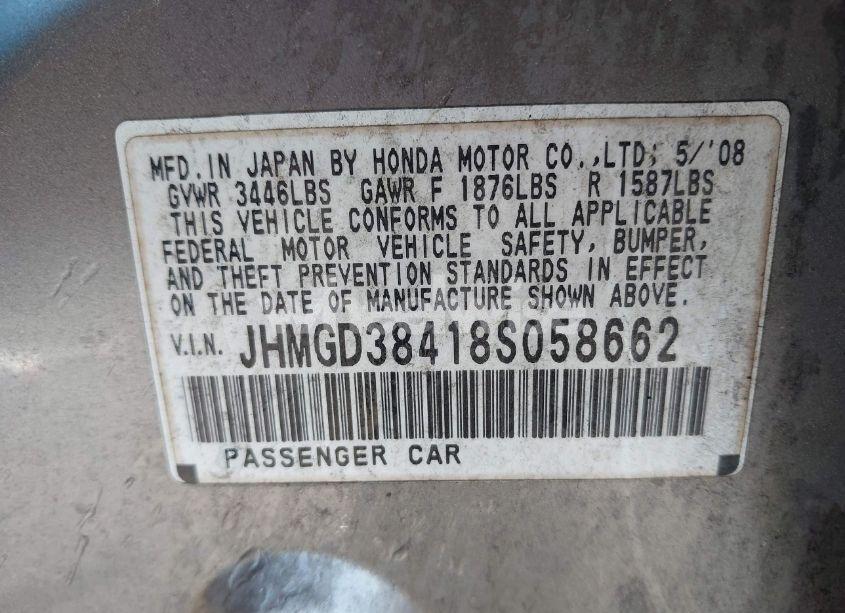 MFD. IN JAPAN BY HONDA MOTOR CO., LTD; 5/'08
GVWR 3446LBS GAWR F 1876LBS R 1587LBS
THIS VEHICLE CONFORMS TO ALL APPLICABLE
FEDERAL MOTOR VEHICLE SAFETY, BUMPER,
AND THEFT PREVENTION STANDARDS IN EFFECT
ON THE DATE OF MANUFACTURE SHOWN ABOVE.
V.I.N. JHMGD38418S058662
PASSENGER CAR